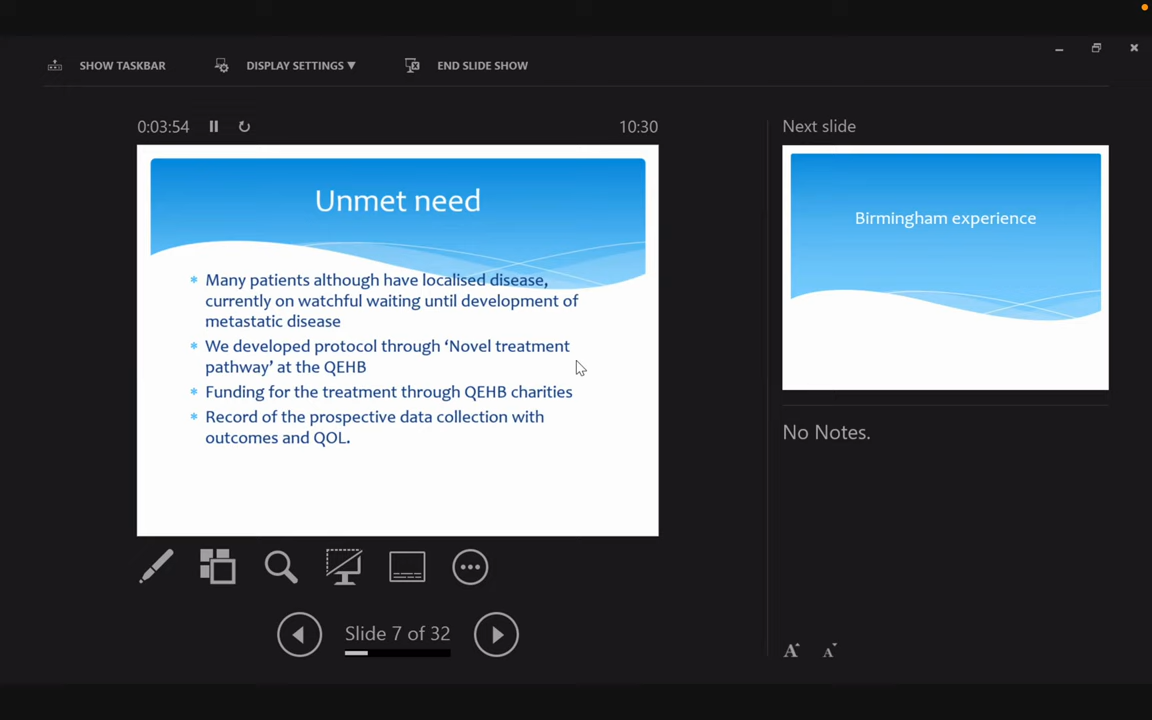 SHOW TASKBAR
DISPLAY SETTINGS ▼
END SLIDE SHOW
0:03:54
10:30
Unmet need
* Many patients although have localised disease,
currently on watchful waiting until development of
metastatic disease
* We developed protocol through ‘Novel treatment
pathway’ at the QEHB
* Funding for the treatment through QEHB charities
* Record of the prospective data collection with
outcomes and QOL.
Slide 7 of 32
Next slide
Birmingham experience
No Notes.
A A